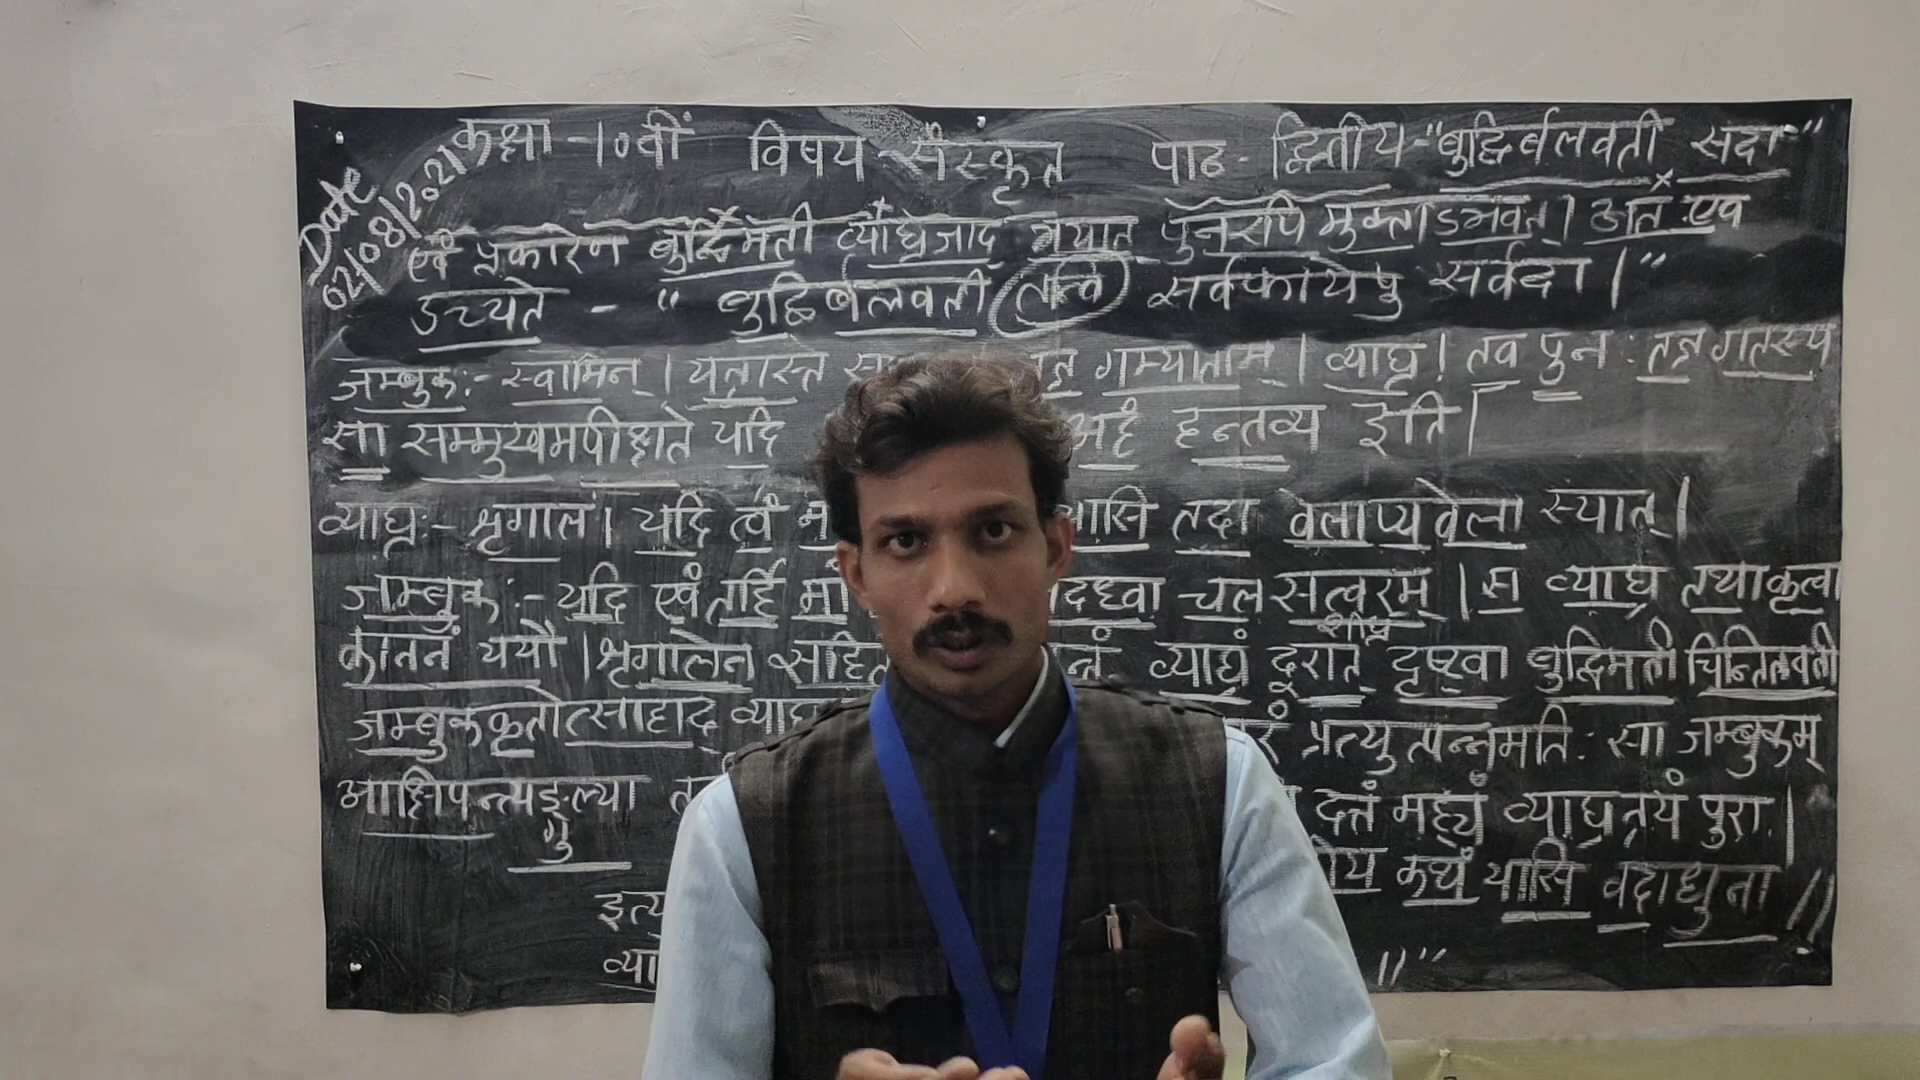 Date 02/08/2021
कक्षा -10वीं विषय संस्कृत पाठ - द्वितीय-"बुद्धिर्बलवती सदा"
एवं प्रकारेण बुद्धिमती व्याघ्रजाद् भयात् पुनरपि मुक्ताऽभवत्। अत एव
उच्यते - " बुद्धिर्बलवती तन्वि सर्वकार्येषु सर्वदा।"
जम्बुक:- स्वामिन्। यत्रास्ते गम्यताम्। व्याघ्र! तव पुन: तत्र गतस्य
सा सम्मुखमपीक्षते यदि अहं हन्तव्य इति।
व्याघ्र:- श्रृगाल। यदि त्वं यासि तदा वेलाप्यवेला स्यात्।
जम्बुक:- यदि एवं तर्हि मां बद्ध्वा चल सत्वरम्। स व्याघ्र तथाकृत्वा
शीघ्र
काननं ययौ। श्रृगालेन व्याघ्रं दूरात् दृष्ट्वा बुद्धिमती चिन्तितवती
जम्बुककृतोत्साहाद् प्रत्युत्पन्नमति: सा जम्बुकम्
आक्षिपन्त्यङ्गुल्या दत्तं मह्यं व्याघ्रत्रयं पुरा।
कथं यासि वदाधुना॥
॥"